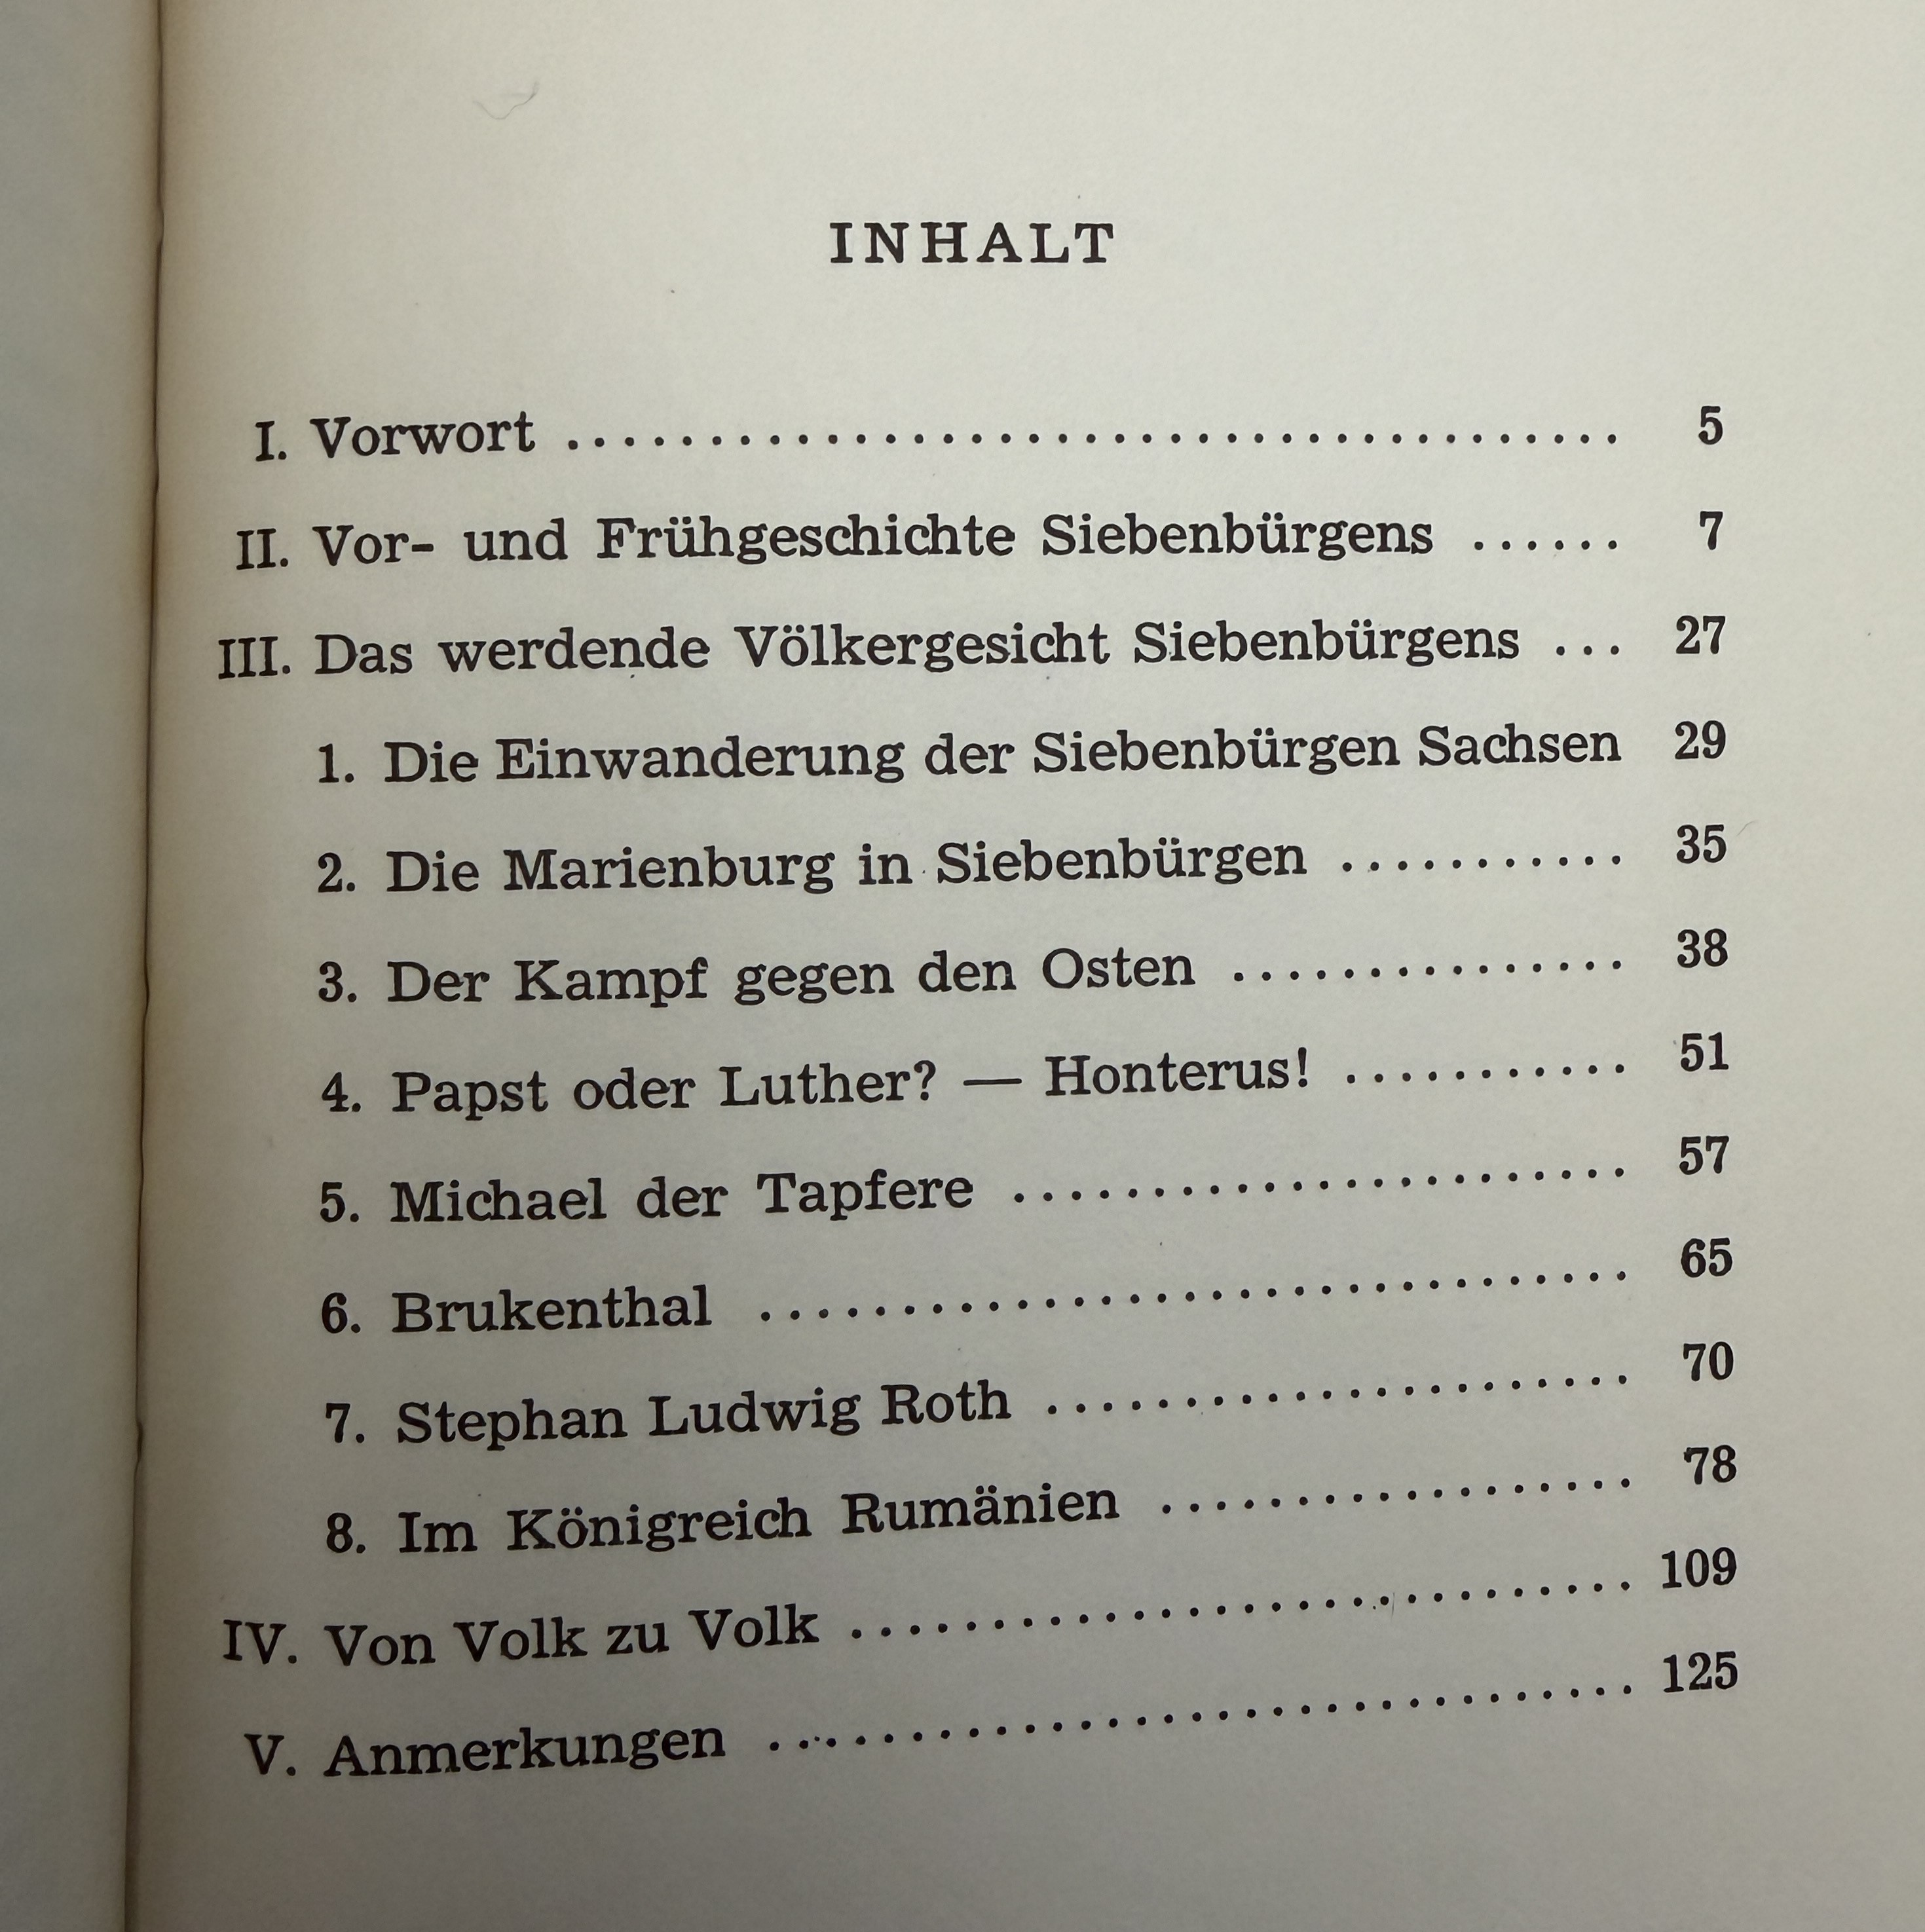 INHALT
I. Vorwort ...................................... 5
II. Vor- und Frühgeschichte Siebenbürgens ...... 7
III. Das werdende Völkergesicht Siebenbürgens ... 27
1. Die Einwanderung der Siebenbürgen Sachsen 29
2. Die Marienburg in Siebenbürgen ........... 35
3. Der Kampf gegen den Osten ............... 38
4. Papst oder Luther? — Honterus! ........... 51
5. Michael der Tapfere ....................... 57
6. Brukenthal ................................ 65
7. Stephan Ludwig Roth ...................... 70
8. Im Königreich Rumänien .................. 78
IV. Von Volk zu Volk ............................ 109
V. Anmerkungen ................................ 125